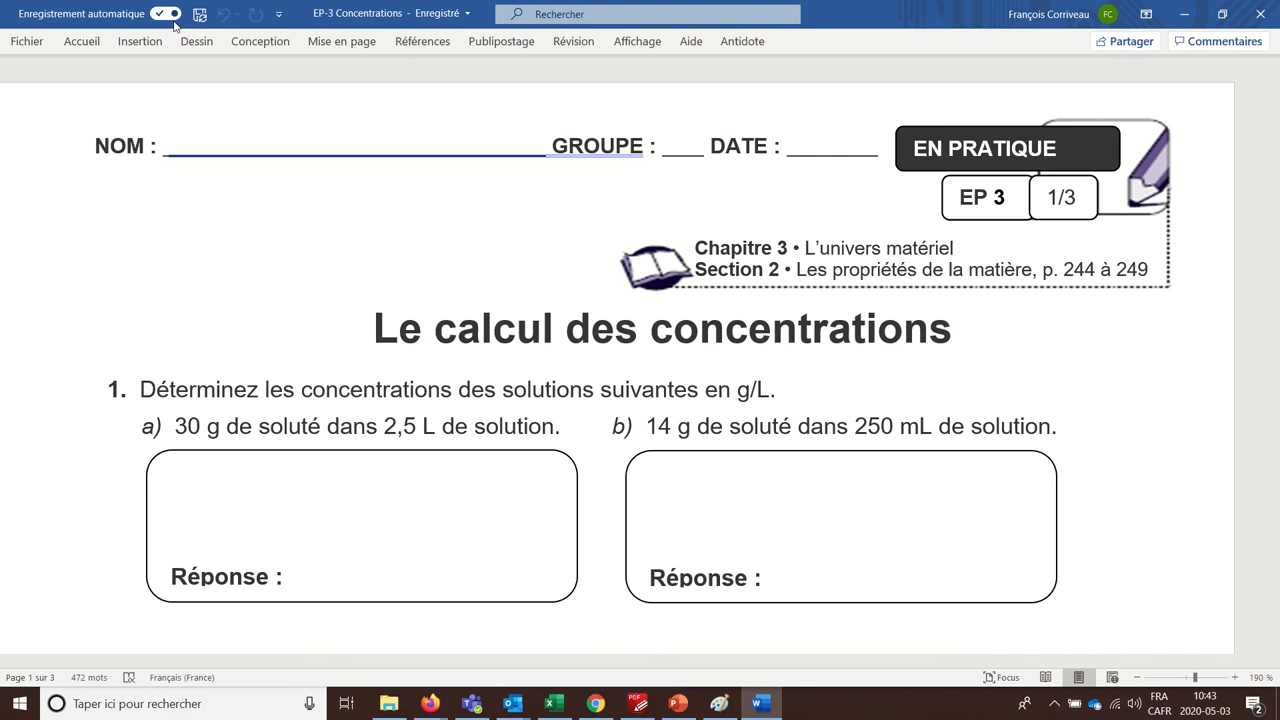 Enregistrement automatique EP-3 Concentrations - Enregistré Rechercher François Corriveau FC
Fichier Accueil Insertion Dessin Conception Mise en page Références Publipostage Révision Affichage Aide Antidote Partager Commentaires
NOM : GROUPE : ____ DATE : ________
EN PRATIQUE
EP 3 1/3
Chapitre 3 • L’univers matériel
Section 2 • Les propriétés de la matière, p. 244 à 249
Le calcul des concentrations
1. Déterminez les concentrations des solutions suivantes en g/L.
a) 30 g de soluté dans 2,5 L de solution. b) 14 g de soluté dans 250 mL de solution.
Réponse : Réponse :
Page 1 sur 3 472 mots Français (France) Focus 190 %
Taper ici pour rechercher PDF FRA 10:43
CAFR 2020-05-03 2